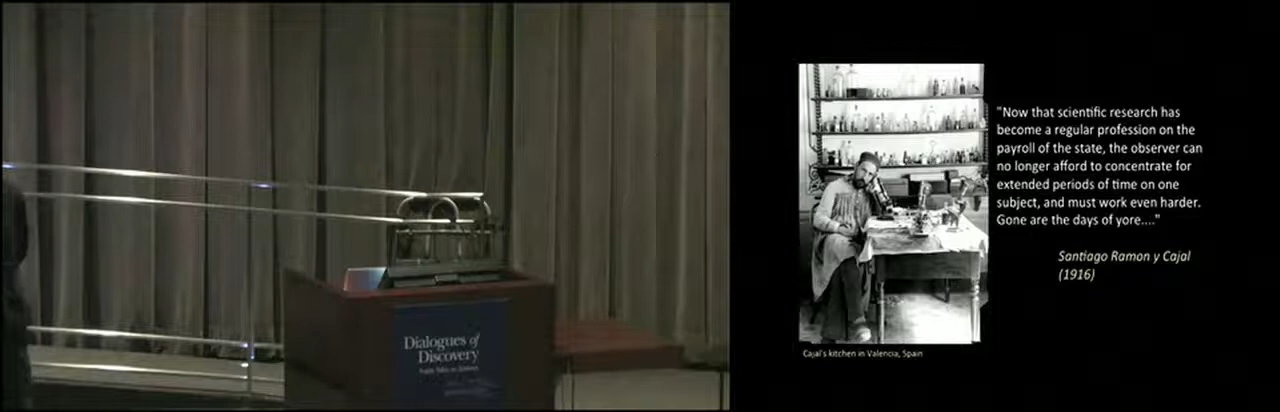 Dialogues of
Discovery
"Now that scientific research has
become a regular profession on the
payroll of the state, the observer can
no longer afford to concentrate for
extended periods of time on one
subject, and must work even harder.
Gone are the days of yore...."
Santiago Ramon y Cajal
(1916)
Cajal's kitchen in Valencia, Spain